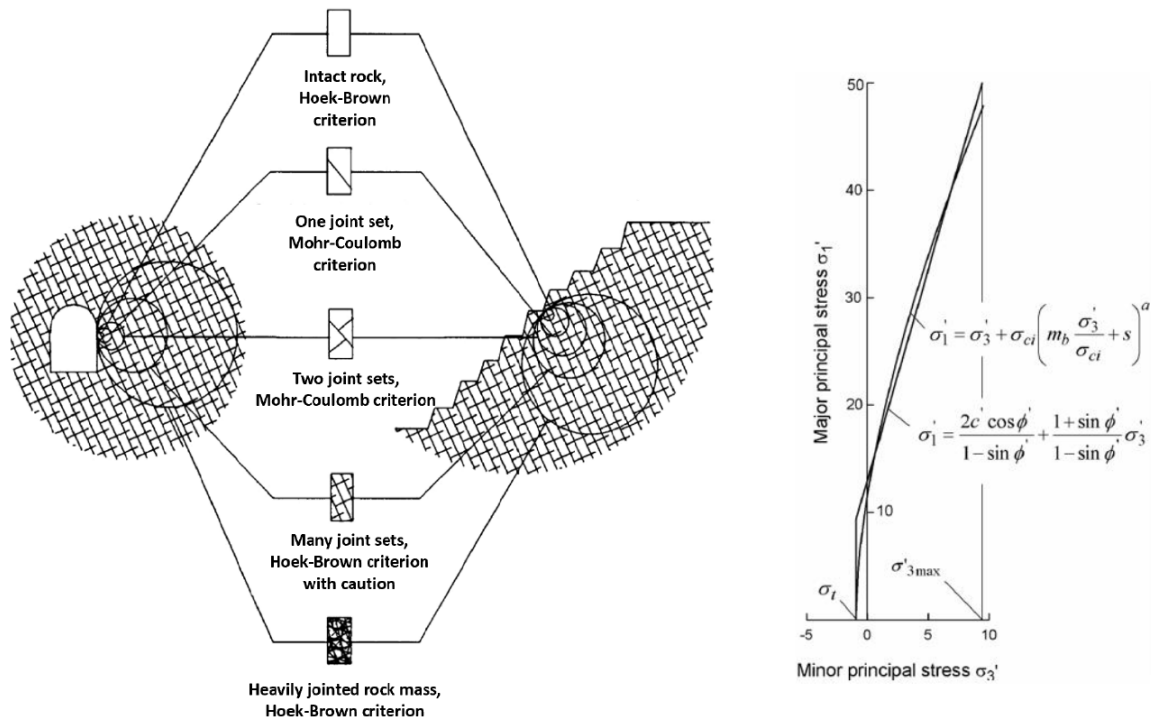 Intact rock,
Hoek-Brown
criterion
One joint set,
Mohr-Coulomb
criterion
Two joint sets,
Mohr-Coulomb criterion
Many joint sets,
Hoek-Brown criterion
with caution
Heavily jointed rock mass,
Hoek-Brown criterion
Major principal stress σ₁'
50
40
30
20
10
σ₁' = σ₃' + σci (mb σ₃'/σci + s)^a
σ₁' = 2c' cos ϕ'/1 − sin ϕ' + 1 + sin ϕ'/1 − sin ϕ' σ₃'
σt
σ'3max
-5 0 5 10
Minor principal stress σ₃'